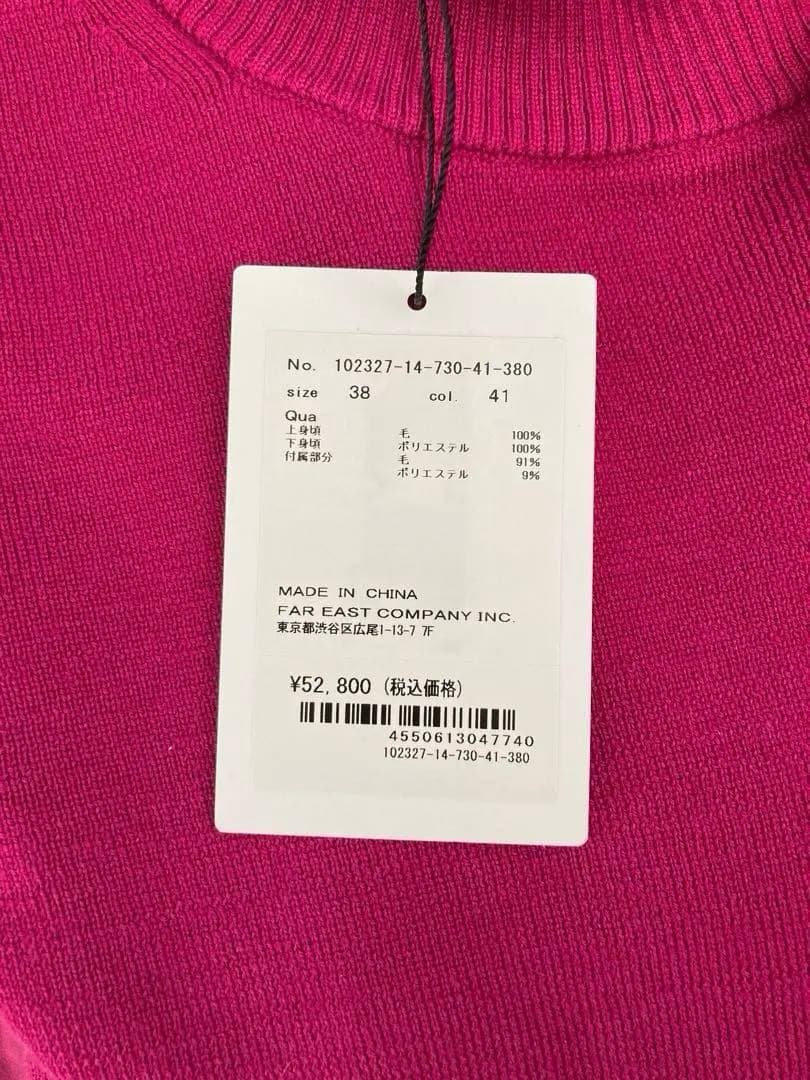 No. 102327-14-730-41-380
size 38 col. 41
Qua
上身頃 毛 100%
下身頃 ポリエステル 100%
付属部分 毛 91%
ポリエステル 9%
MADE IN CHINA
FAR EAST COMPANY INC.
東京都渋谷区広尾1-13-7 7F
¥52,800 (税込価格)
4550613047740
102327-14-730-41-380